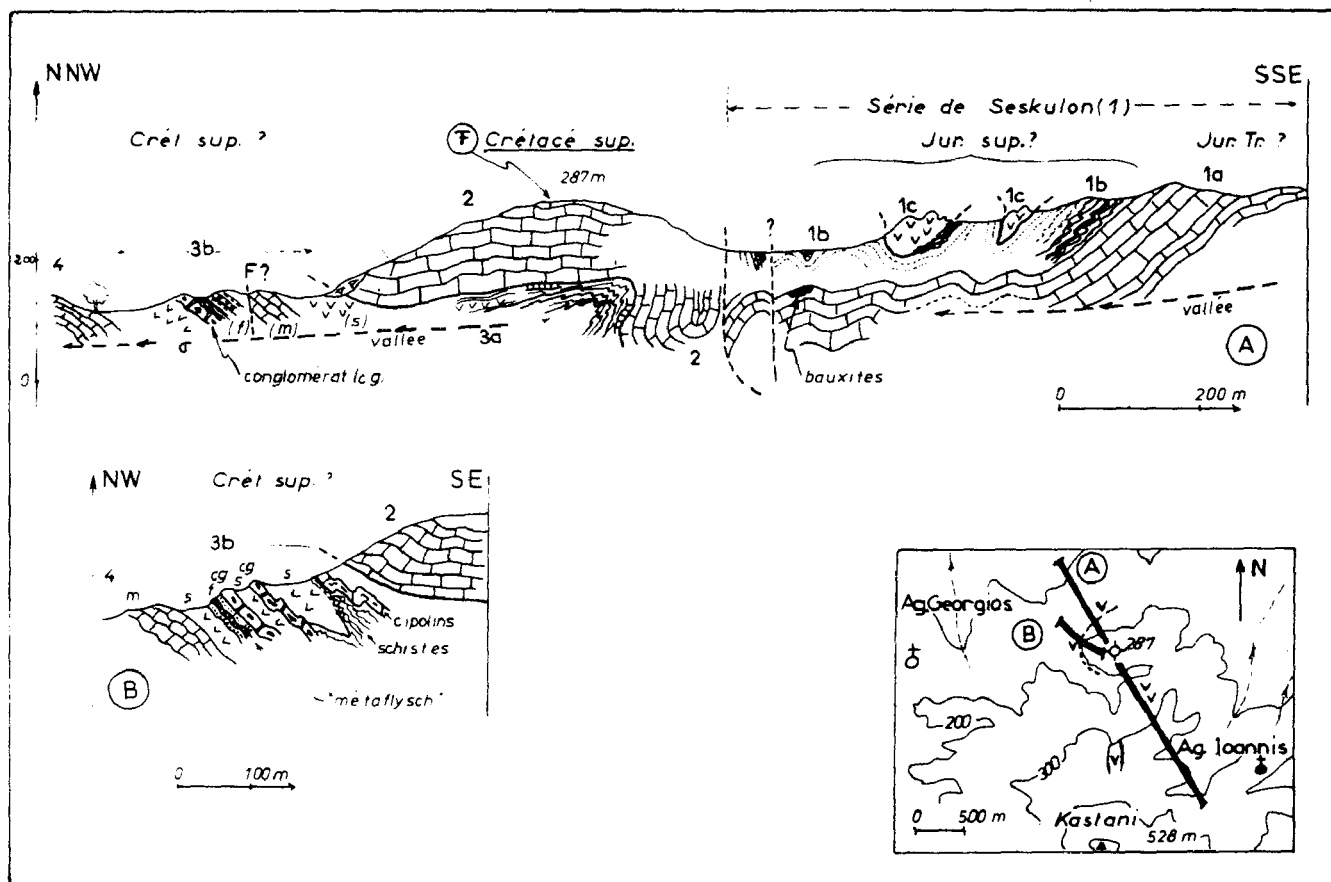 NNW
SSE
Série de Seskulon (1)
Crét sup. ?
F Crétacé sup.
Jur. sup.?
Jur. Tr. ?
287m
2
1c
1c
1b
1a
?
1b
3b
4
200
F?
(f) (m) (s)
vallée
3a
2
vallée
σ
conglomérat (cg)
bauxites
A
0
0 200 m
NW
Crét sup. ?
SE
2
3b
4
cg
cg
m s s s
cipolins
schistes
B
"métaflysch"
0 100 m
A
N
Ag. Georgios
B
287
200
300
Ag. Ioannis
0 500 m
Kastani
528 m